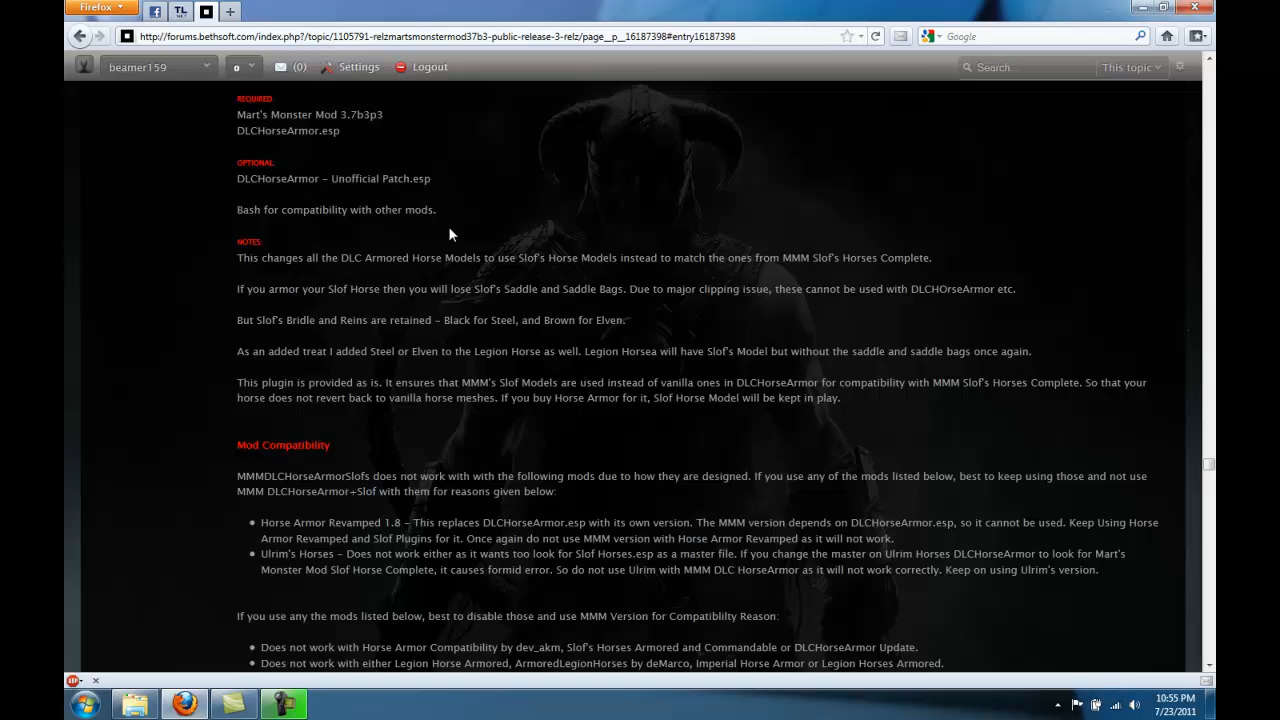 Firefox
TL
http://forums.bethsoft.com/index.php?/topic/1105791-relzmartsmonstermod37b3-public-release-3-relz/page__p__16187398#entry16187398
Google
beamer159
0
(0)
Settings
Logout
Search...
This topic
REQUIRED
Mart's Monster Mod 3.7b3p3
DLCHorseArmor.esp
OPTIONAL:
DLCHorseArmor – Unofficial Patch.esp
Bash for compatibility with other mods.
NOTES:
This changes all the DLC Armored Horse Models to use Slof's Horse Models instead to match the ones from MMM Slof's Horses Complete.
If you armor your Slof Horse then you will lose Slof's Saddle and Saddle Bags. Due to major clipping issue, these cannot be used with DLCHOrseArmor etc.
But Slof's Bridle and Reins are retained – Black for Steel, and Brown for Elven.
As an added treat I added Steel or Elven to the Legion Horse as well. Legion Horsea will have Slof's Model but without the saddle and saddle bags once again.
This plugin is provided as is. It ensures that MMM's Slof Models are used instead of vanilla ones in DLCHorseArmor for compatibility with MMM Slof's Horses Complete. So that your
horse does not revert back to vanilla horse meshes. If you buy Horse Armor for it, Slof Horse Model will be kept in play.
Mod Compatibility
MMMDLCHorseArmorSlofs does not work with with the following mods due to how they are designed. If you use any of the mods listed below, best to keep using those and not use
MMM DLCHorseArmor+Slof with them for reasons given below:
Horse Armor Revamped 1.8 – This replaces DLCHorseArmor.esp with its own version. The MMM version depends on DLCHorseArmor.esp, so it cannot be used. Keep Using Horse
Armor Revamped and Slof Plugins for it. Once again do not use MMM version with Horse Armor Revamped as it will not work.
Ulrim's Horses – Does not work either as it wants too look for Slof Horses.esp as a master file. If you change the master on Ulrim Horses DLCHorseArmor to look for Mart's
Monster Mod Slof Horse Complete, it causes formid error. So do not use Ulrim with MMM DLC HorseArmor as it will not work correctly. Keep on using Ulrim's version.
If you use any the mods listed below, best to disable those and use MMM Version for Compatiblilty Reason:
Does not work with Horse Armor Compatibility by dev_akm, Slof's Horses Armored and Commandable or DLCHorseArmor Update.
Does not work with either Legion Horse Armored, ArmoredLegionHorses by deMarco, Imperial Horse Armor or Legion Horses Armored.
10:55 PM
7/23/2011